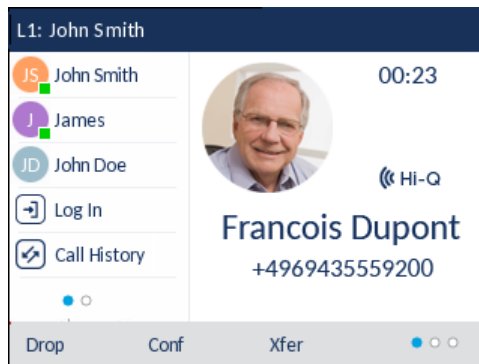 L1: John Smith
JS John Smith
J James
JD John Doe
Log In
Call History
00:23
Hi-Q
Francois Dupont
+4969435559200
Drop Conf Xfer